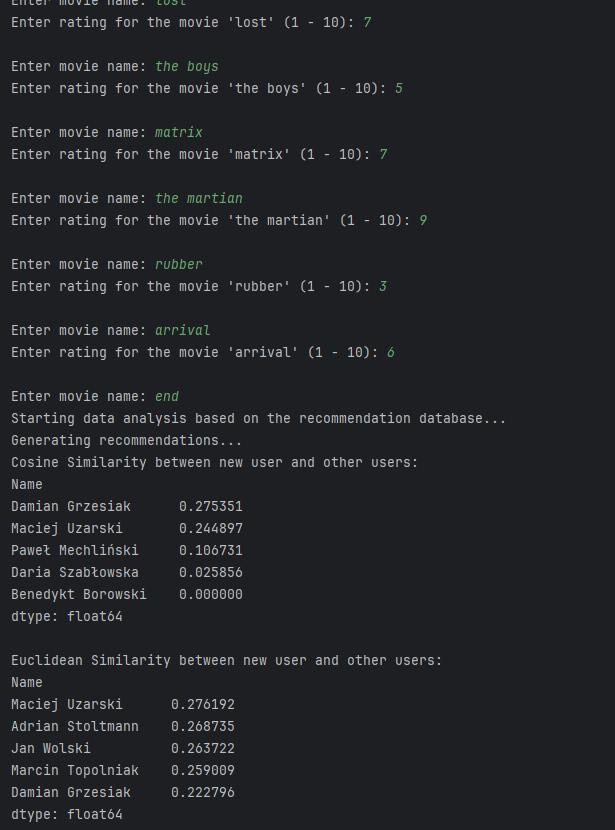 Enter movie name: lost
Enter rating for the movie 'lost' (1 - 10): 7
Enter movie name: the boys
Enter rating for the movie 'the boys' (1 - 10): 5
Enter movie name: matrix
Enter rating for the movie 'matrix' (1 - 10): 7
Enter movie name: the martian
Enter rating for the movie 'the martian' (1 - 10): 9
Enter movie name: rubber
Enter rating for the movie 'rubber' (1 - 10): 3
Enter movie name: arrival
Enter rating for the movie 'arrival' (1 - 10): 6
Enter movie name: end
Starting data analysis based on the recommendation database...
Generating recommendations...
Cosine Similarity between new user and other users:
Name
Damian Grzesiak      0.275351
Maciej Uzarski       0.244897
Paweł Mechliński     0.106731
Daria Szabłowska     0.025856
Benedykt Borowski    0.000000
dtype: float64
Euclidean Similarity between new user and other users:
Name
Maciej Uzarski      0.276192
Adrian Stoltmann    0.268735
Jan Wolski          0.263722
Marcin Topolniak    0.259009
Damian Grzesiak     0.222796
dtype: float64